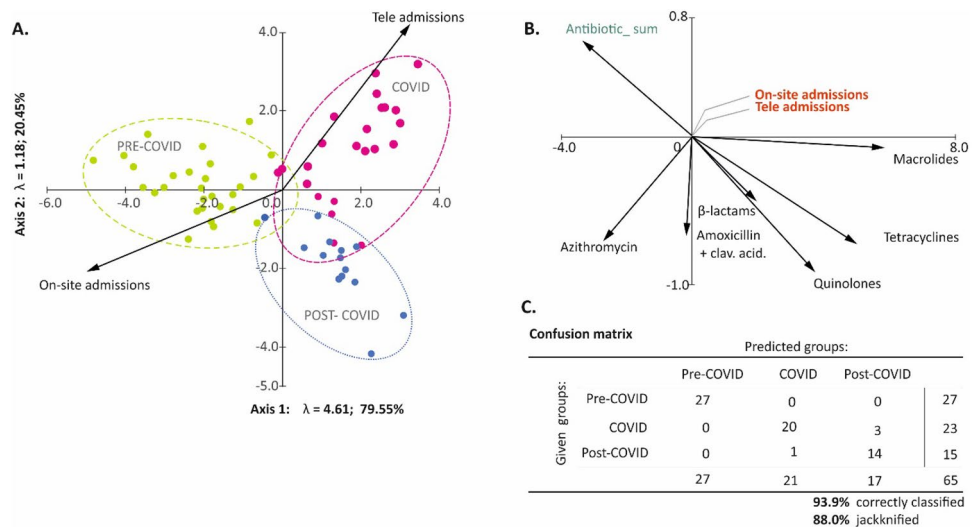 A.
Tele admissions
4.0
COVID
2.0
PRE-COVID
Axis 2: λ = 1.18; 20.45%
-6.0
-4.0
-2.0
0.0
2.0
4.0
-2.0
On-site admissions
POST- COVID
-4.0
-5.0
Axis 1: λ = 4.61; 79.55%
B.
0.8
Antibiotic_ sum
On-site admissions
Tele admissions
-4.0
0
8.0
Macrolides
β-lactams
Azithromycin
Amoxicillin
+ clav. acid.
Tetracyclines
-1.0
Quinolones
C.
Confusion matrix
Predicted groups:
Pre-COVID COVID Post-COVID
Given groups:
Pre-COVID 27 0 0 27
COVID 0 20 3 23
Post-COVID 0 1 14 15
27 21 17 65
93.9% correctly classified
88.0% jackknified